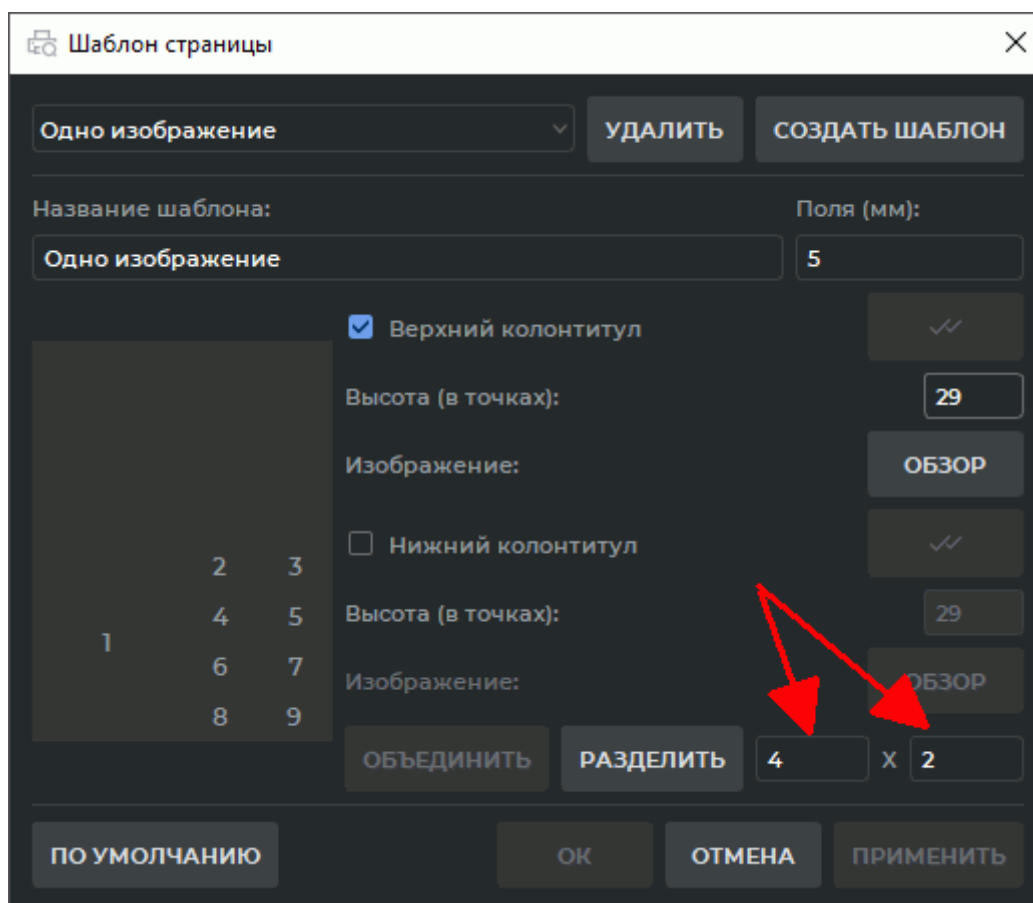 Шаблон страницы
Одно изображение УДАЛИТЬ СОЗДАТЬ ШАБЛОН
Название шаблона: Поля (мм):
Одно изображение 5
Верхний колонтитул
Высота (в точках): 29
Изображение: ОБЗОР
Нижний колонтитул
2 3
Высота (в точках): 29
4 5
1
6 7
Изображение: ОБЗОР
8 9
ОБЪЕДИНИТЬ РАЗДЕЛИТЬ 4 X 2
ПО УМОЛЧАНИЮ ОК ОТМЕНА ПРИМЕНИТЬ